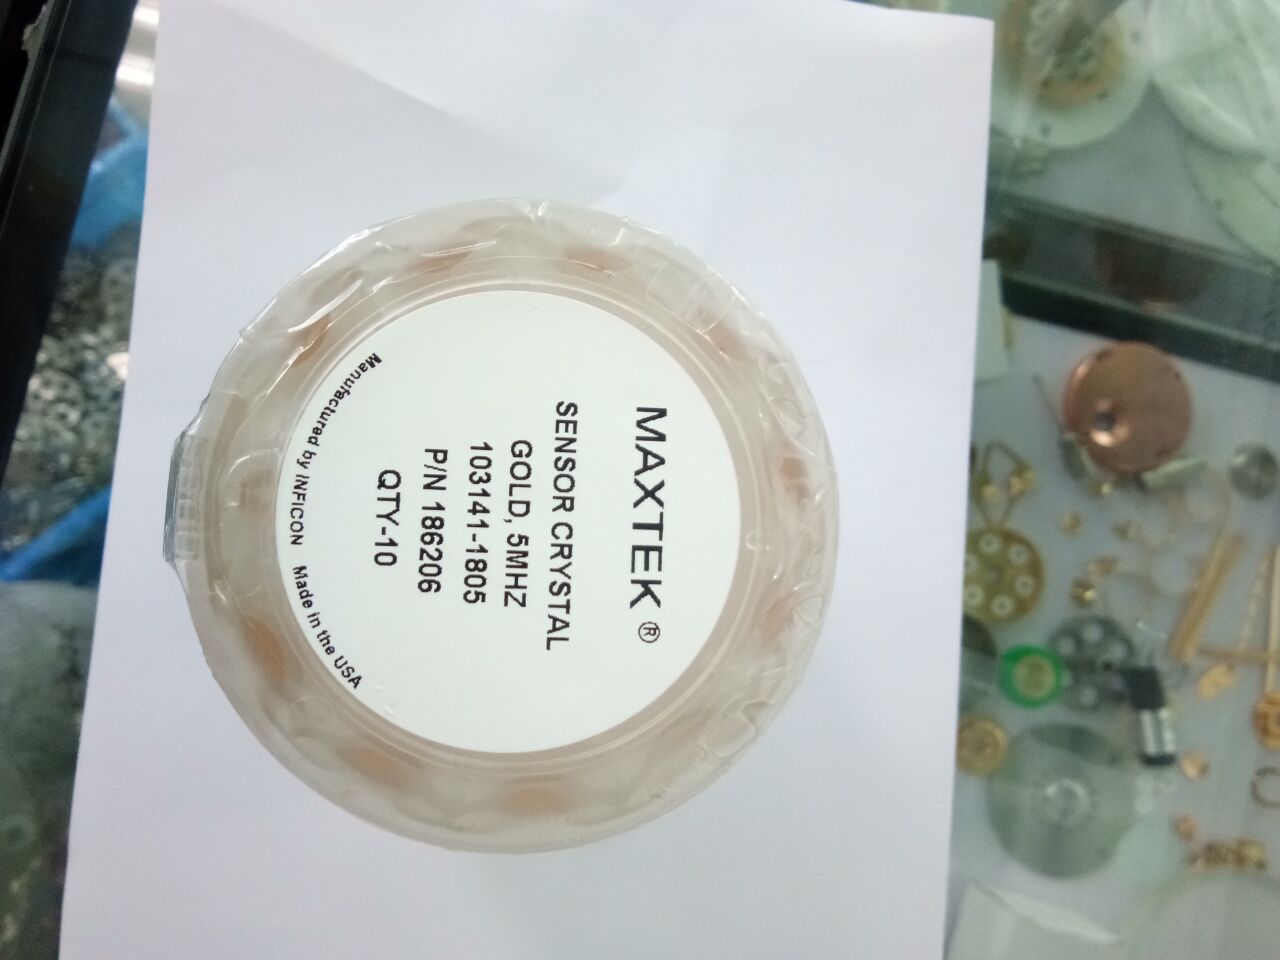 MAXTEK ®
SENSOR CRYSTAL
GOLD, 5MHZ
103141-1805
P/N 186206
QTY-10
Manufactured by INFICON Made in the USA